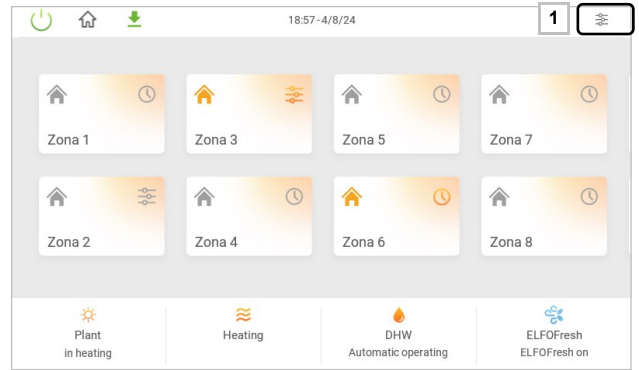 18:57-4/8/24
1
Zona 1
Zona 3
Zona 5
Zona 7
Zona 2
Zona 4
Zona 6
Zona 8
Plant
in heating
Heating
DHW
Automatic operating
ELFOFresh
ELFOFresh on